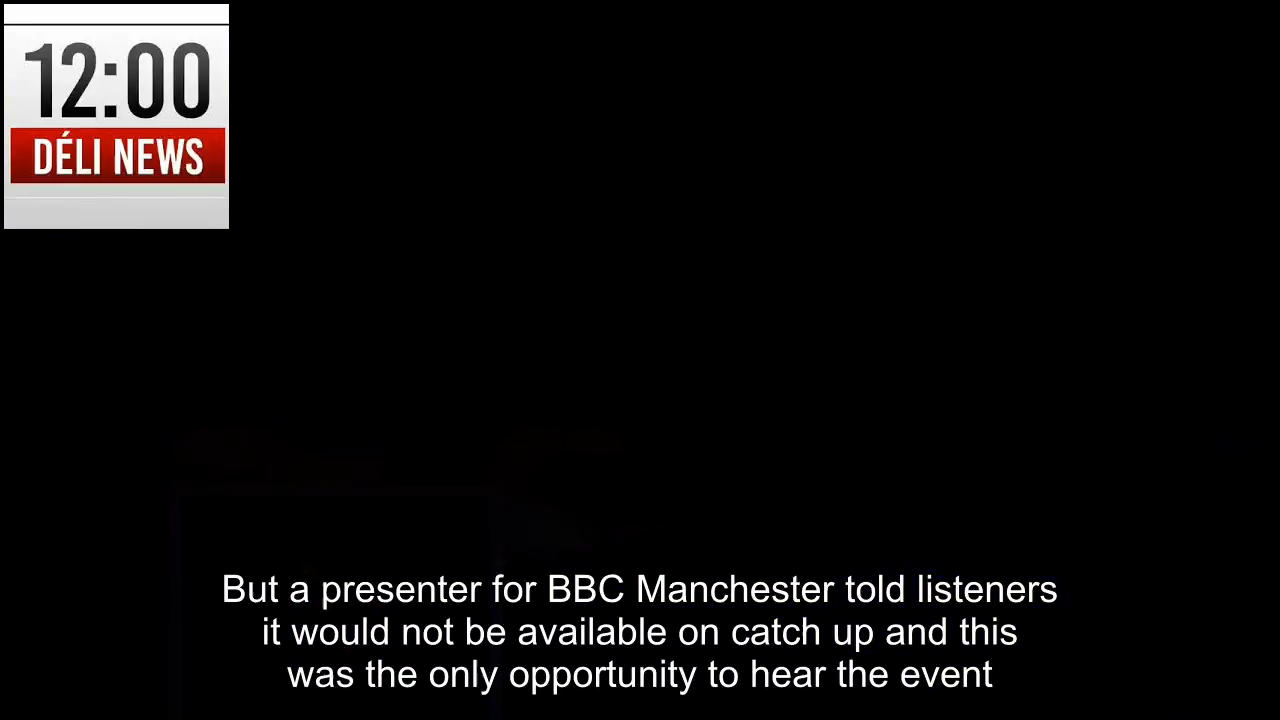 12:00
DÉLI NEWS
But a presenter for BBC Manchester told listeners
it would not be available on catch up and this
was the only opportunity to hear the event